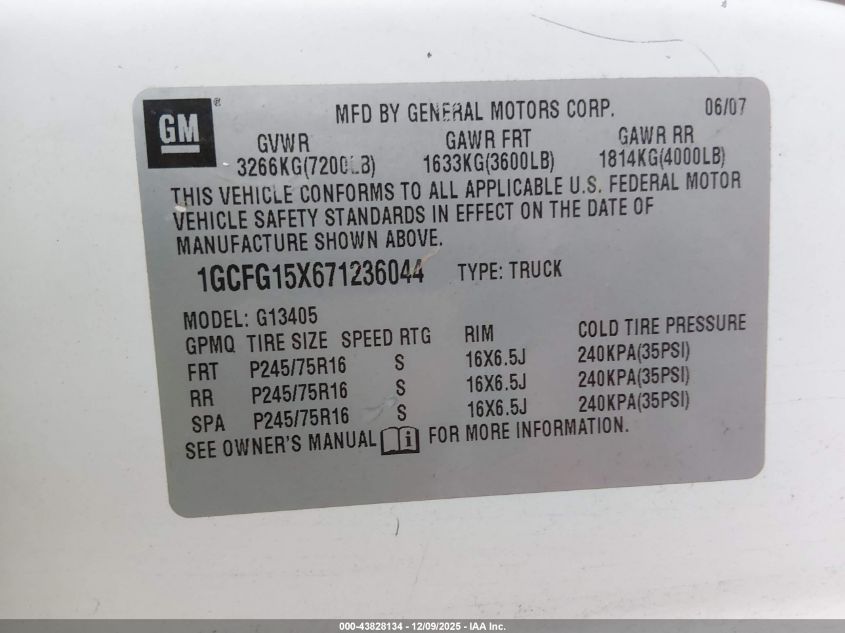 GM ®
MFD BY GENERAL MOTORS CORP. 06/07
GVWR GAWR FRT GAWR RR
3266KG(7200LB) 1633KG(3600LB) 1814KG(4000LB)
THIS VEHICLE CONFORMS TO ALL APPLICABLE U.S. FEDERAL MOTOR
VEHICLE SAFETY STANDARDS IN EFFECT ON THE DATE OF
MANUFACTURE SHOWN ABOVE.
1GCFG15X671236044 TYPE: TRUCK
MODEL: G13405
GPMQ TIRE SIZE SPEED RTG RIM COLD TIRE PRESSURE
FRT P245/75R16 S 16X6.5J 240KPA(35PSI)
RR P245/75R16 S 16X6.5J 240KPA(35PSI)
SPA P245/75R16 S 16X6.5J 240KPA(35PSI)
SEE OWNER'S MANUAL i FOR MORE INFORMATION.
000-43828134 - 12/09/2025 - IAA Inc.